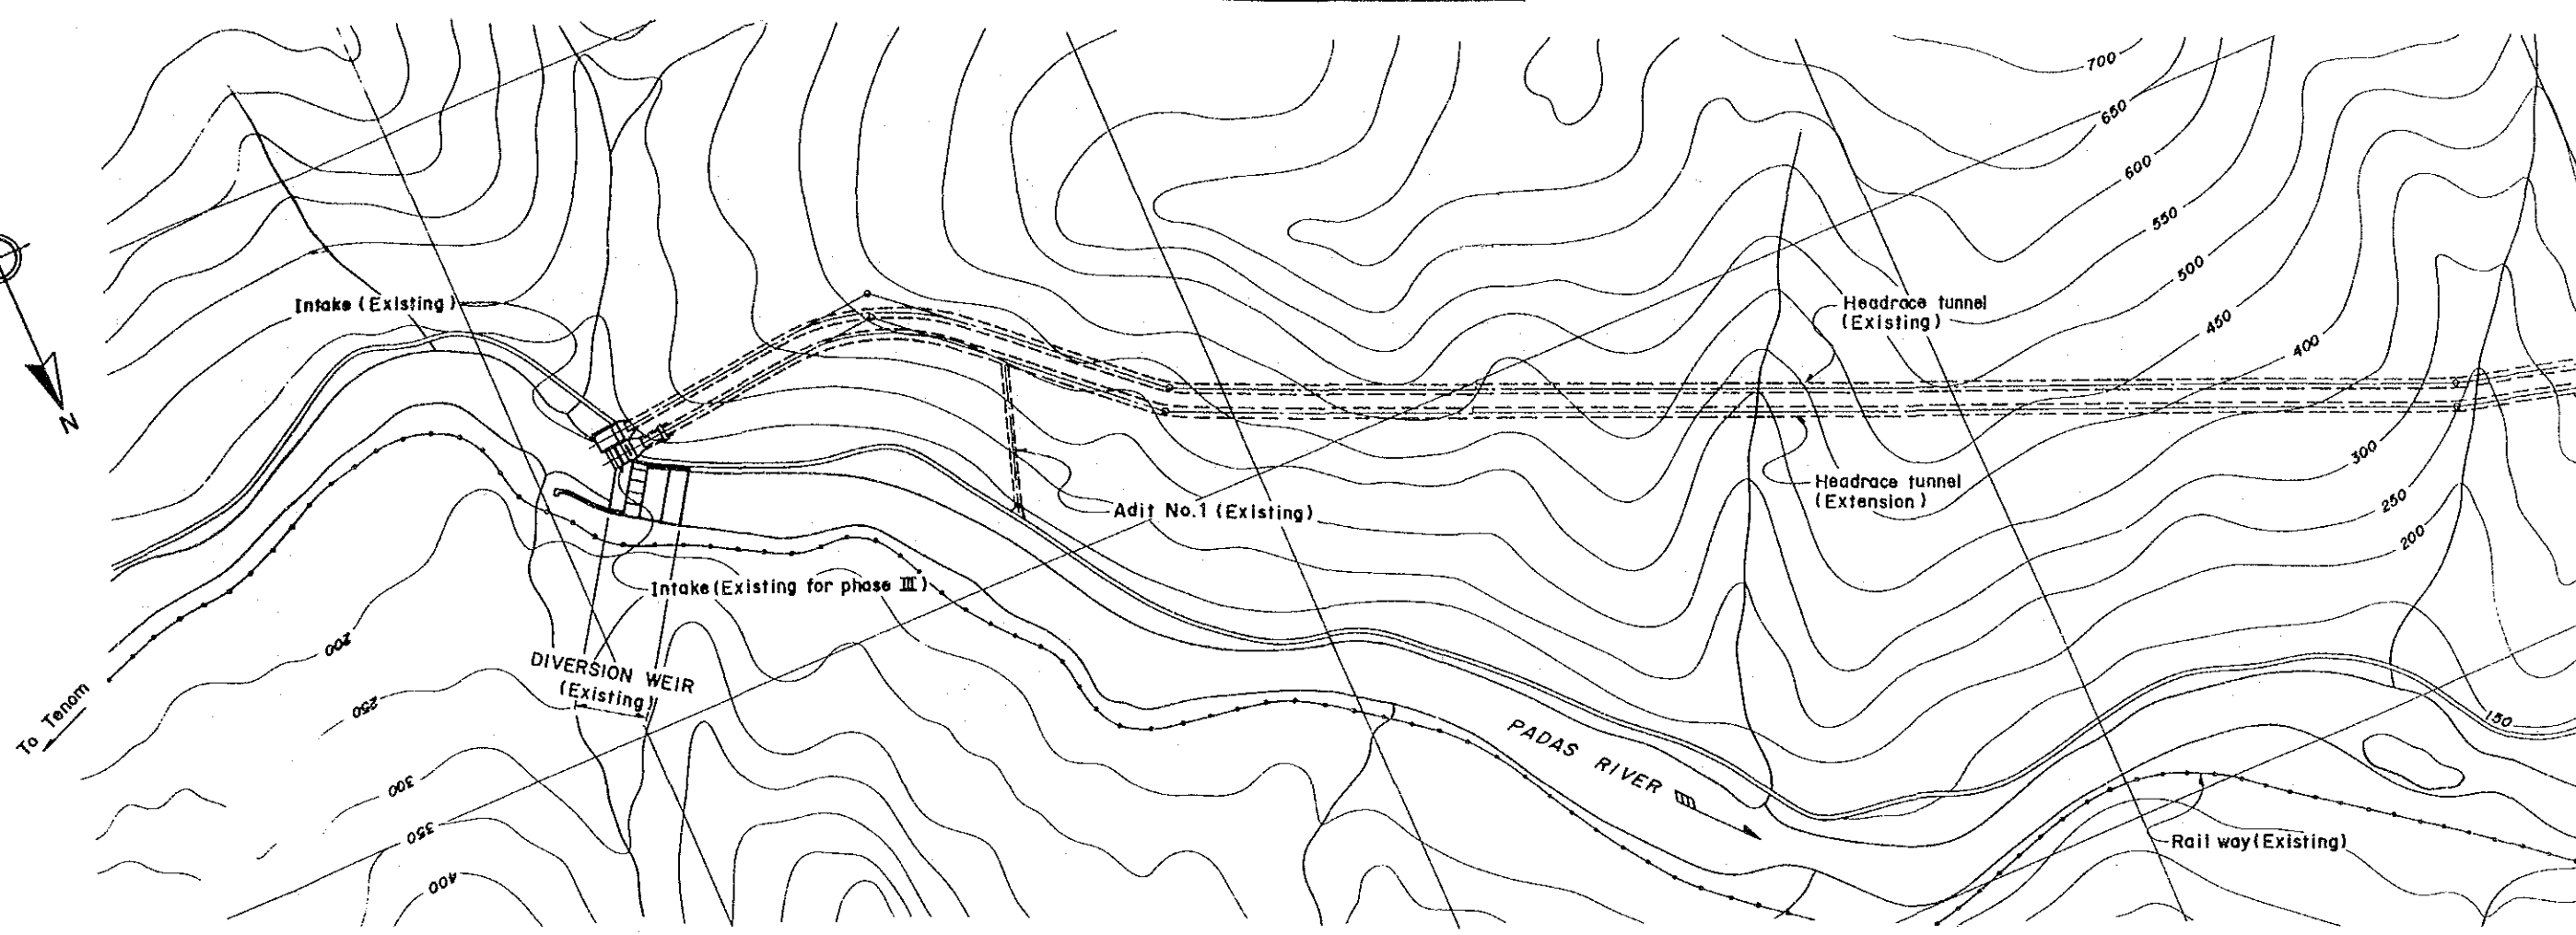 700
650
600
550
500
450
400
300
250
200
150
Intake (Existing)
Headrace tunnel
(Existing)
N
Headrace tunnel
(Extension)
Adit No.1 (Existing)
Intake (Existing for phase III)
DIVERSION WEIR
(Existing)
To Tenom
PADAS RIVER
Rail way (Existing)
200
250
300
350
400